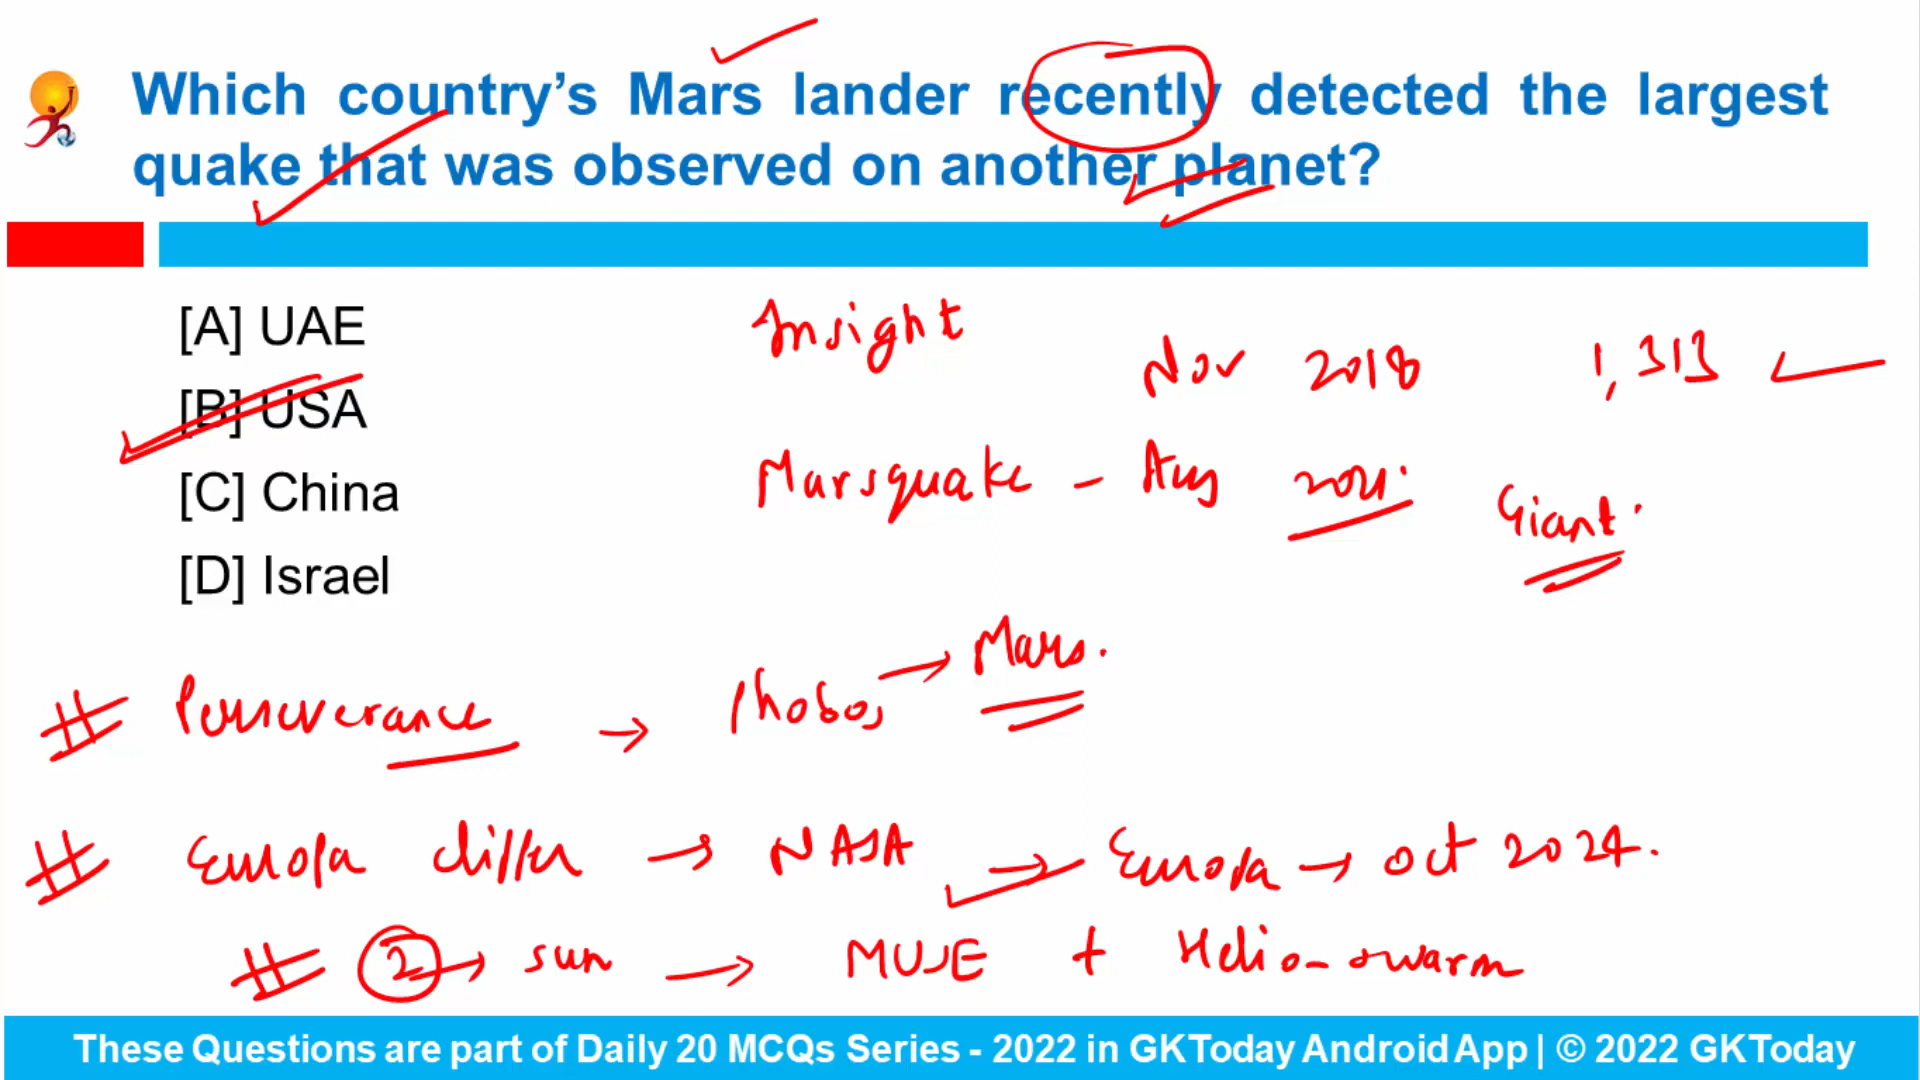 Which country’s Mars lander recently detected the largest
quake that was observed on another planet?
[A] UAE
Insight
Nov 2018 1,313
[B] USA
[C] China
Marsquake - Aug 2021.
Giant.
[D] Israel
# Perseverance → Phobos → Mars.
# Europa → NASA → Europa → Oct 2024.
# 2 → sun → MUSE + Helio-swarm
These Questions are part of Daily 20 MCQs Series - 2022 in GKToday Android App | © 2022 GKToday